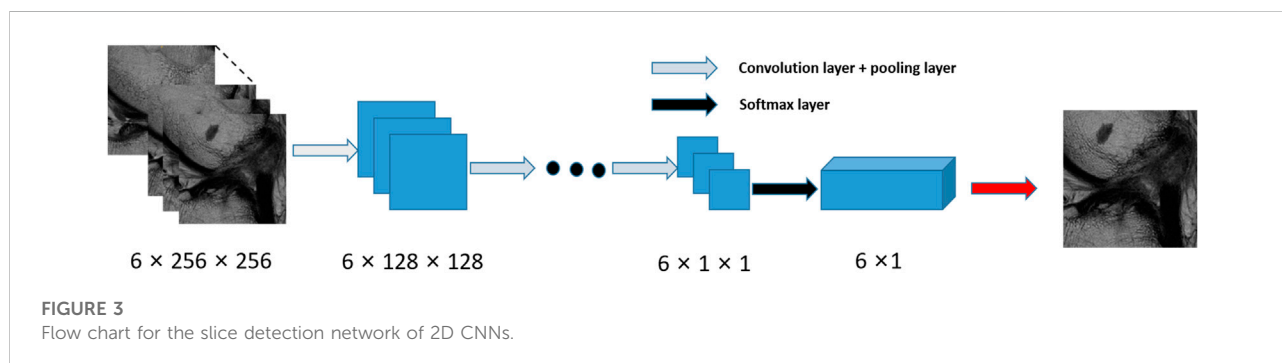 Convolution layer + pooling layer
Softmax layer
6 × 256 × 256
6 × 128 × 128
6 × 1 × 1
6 ×1
FIGURE 3
Flow chart for the slice detection network of 2D CNNs.